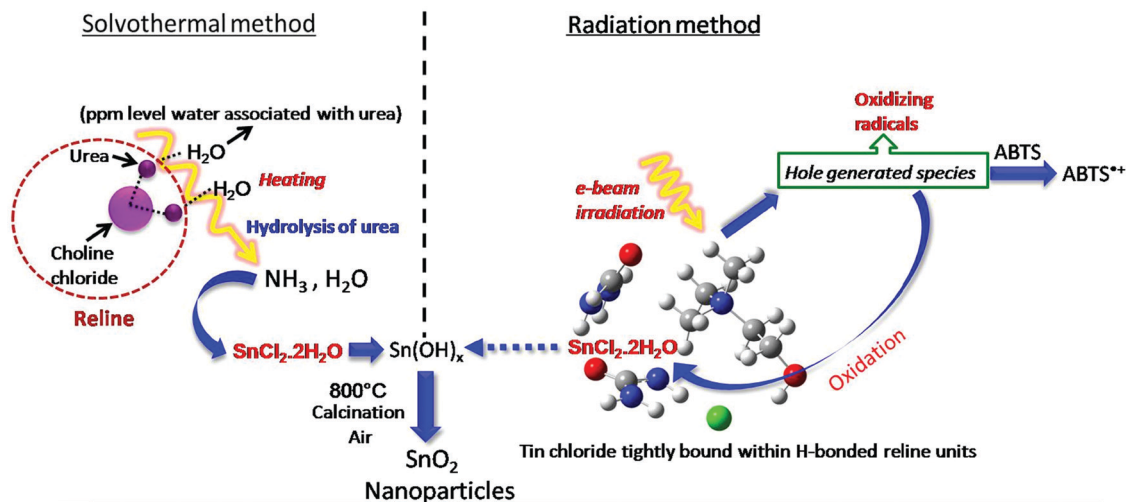 Solvothermal method
(ppm level water associated with urea)
Urea
H₂O
H₂O
Heating
Hydrolysis of urea
Choline
chloride
NH₃ , H₂O
Reline
SnCl₂.2H₂O
Sn(OH)ₓ
800°C
Calcination
Air
SnO₂
Nanoparticles
Radiation method
Oxidizing
radicals
Hole generated species
ABTS
ABTS•+
e-beam
irradiation
SnCl₂.2H₂O
Oxidation
Tin chloride tightly bound within H-bonded reline units